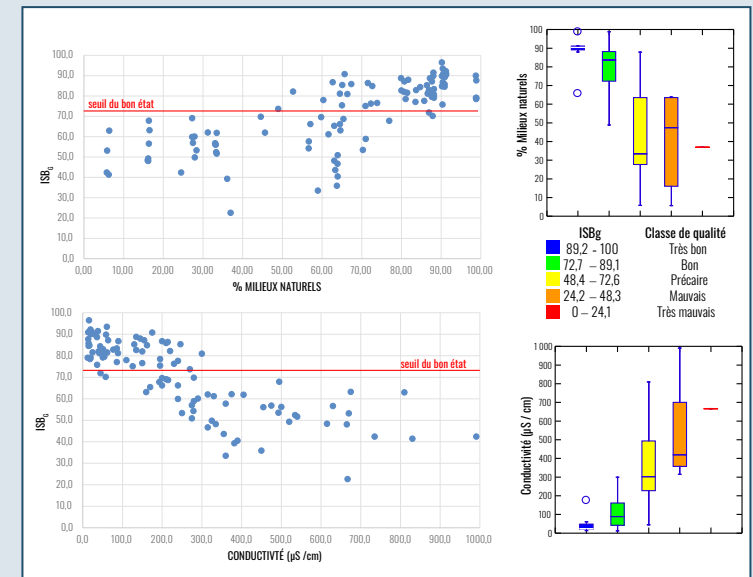 100,0
90,0
80,0
seuil du bon état
70,0
60,0
50,0
40,0
30,0
20,0
10,0
0,0
ISBG
0,00 10,00 20,00 30,00 40,00 50,00 60,00 70,00 80,00 90,00 100,00
% MILIEUX NATURELS
100
90
80
70
60
50
40
30
20
10
0
% Milieux naturels
ISBg Classe de qualité
89,2 - 100 Très bon
72,7 – 89,1 Bon
48,4 – 72,6 Précaire
24,2 – 48,3 Mauvais
0 – 24,1 Très mauvais
100,0
90,0
80,0
seuil du bon état
70,0
60,0
50,0
40,0
30,0
20,0
10,0
0,0
ISBG
0,0 100,0 200,0 300,0 400,0 500,0 600,0 700,0 800,0 900,0 1000,0
CONDUCTIVTÉ (µS /cm)
1 000
900
800
700
600
500
400
300
200
100
0
Conductivité (µS / cm)